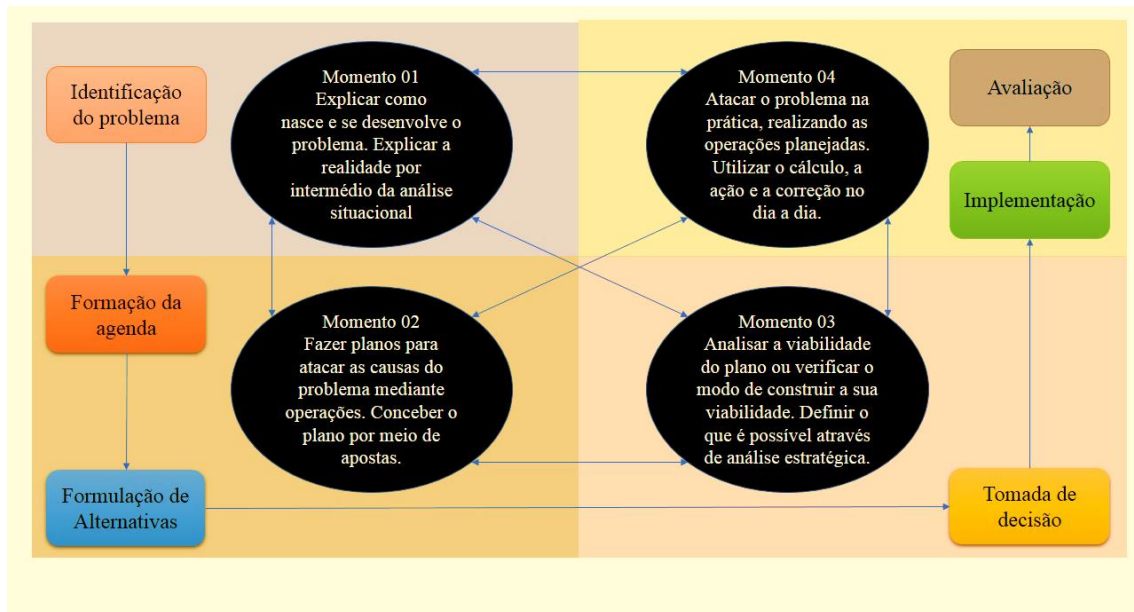 Identificação
do problema
Momento 01
Explicar como
nasce e se desenvolve o
problema. Explicar a
realidade por
intermédio da análise
situacional
Momento 04
Atacar o problema na
prática, realizando as
operações planejadas.
Utilizar o cálculo, a
ação e a correção no
dia a dia.
Avaliação
Implementação
Formação da
agenda
Momento 02
Fazer planos para
atacar as causas do
problema mediante
operações. Conceber o
plano por meio de
apostas.
Momento 03
Analisar a viabilidade
do plano ou verificar o
modo de construir a sua
viabilidade. Definir o
que é possível através
de análise estratégica.
Formulação de
Alternativas
Tomada de
decisão